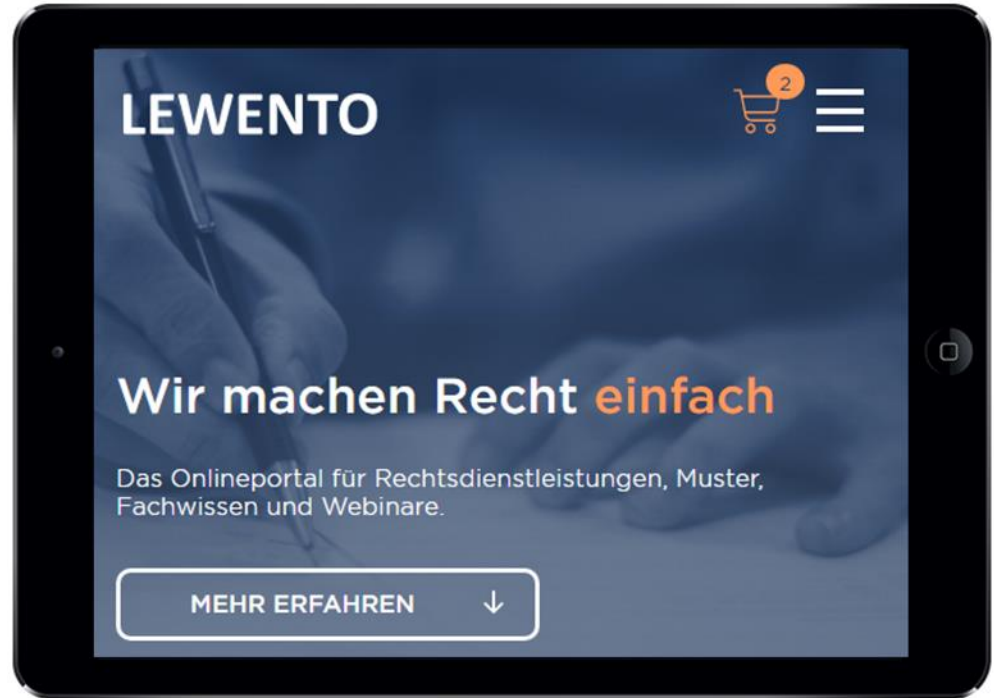 LEWENTO
2
Wir machen Recht einfach
Das Onlineportal für Rechtsdienstleistungen, Muster,
Fachwissen und Webinare.
MEHR ERFAHREN ↓